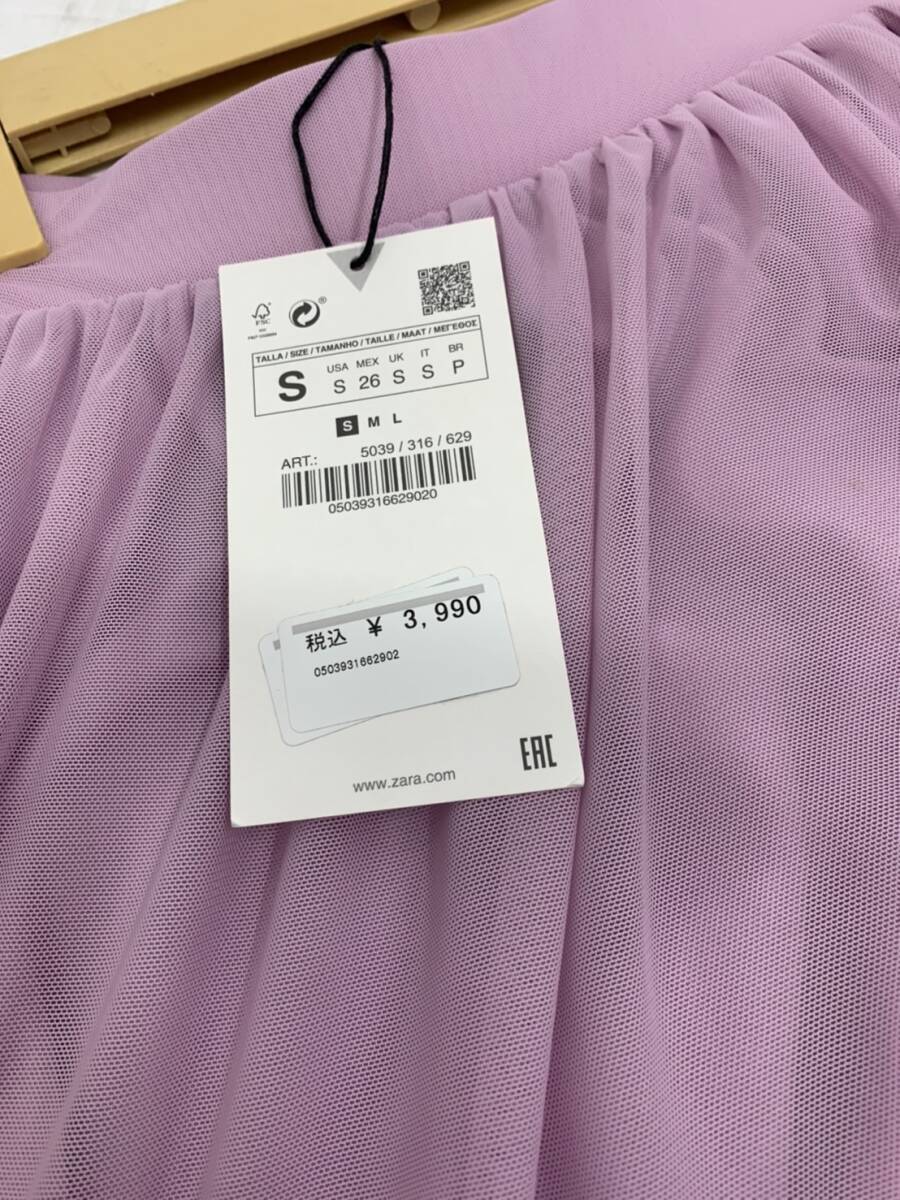 FSC
®
TALLA / SIZE / TAMANHO / TAILLE / MAAT / ΜΕΓΕΘΟΣ
S
USA MEX UK IT BR
S 26 S S P
S M L
ART.: 5039 / 316 / 629
05039316629020
税込 ¥ 3,990
0503931662902
www.zara.com
EAC